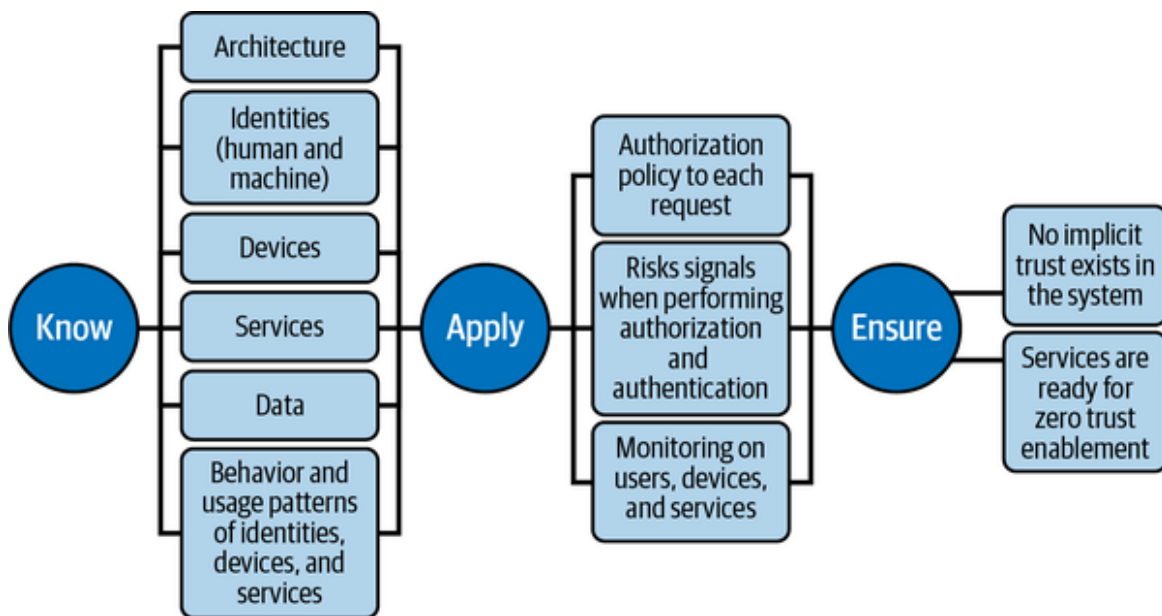 Know
Architecture
Identities
(human and
machine)
Devices
Services
Data
Behavior and
usage patterns
of identities,
devices, and
services
Apply
Authorization
policy to each
request
Risks signals
when performing
authorization
and
authentication
Monitoring on
users, devices,
and services
Ensure
No implicit
trust exists in
the system
Services are
ready for
zero trust
enablement